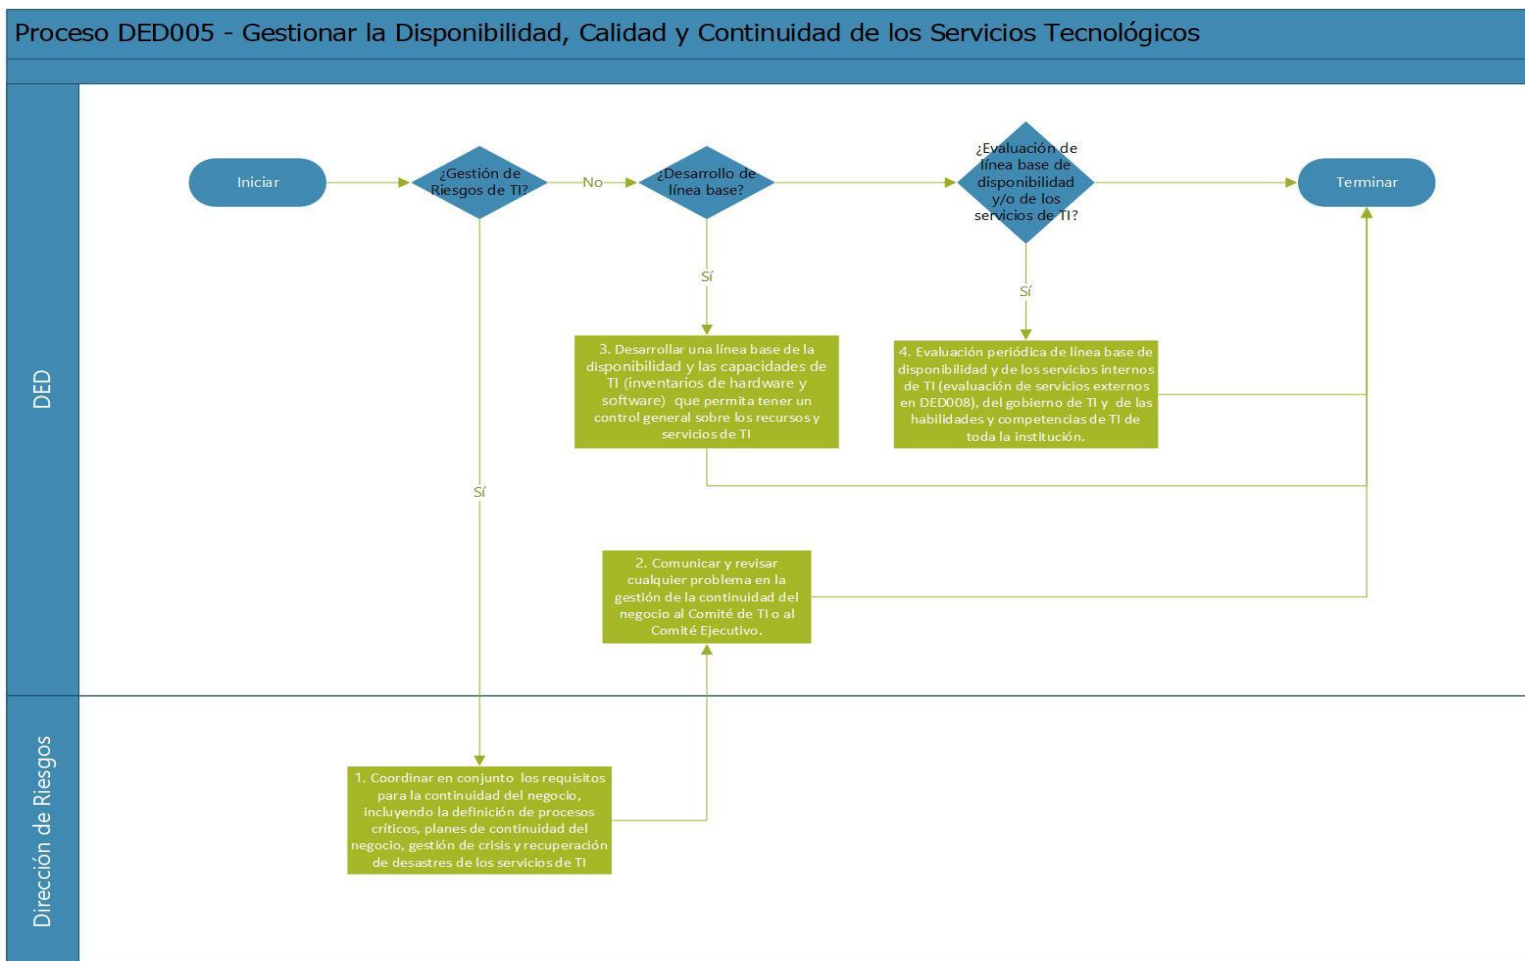 Proceso DED005 - Gestionar la Disponibilidad, Calidad y Continuidad de los Servicios Tecnológicos
DED
Iniciar
¿Gestión de
Riesgos de TI?
No
¿Desarrollo de
línea base?
¿Evaluación de
línea base de
disponibilidad
y/o de los
servicios de TI?
Terminar
Sí
Sí
3. Desarrollar una línea base de la
disponibilidad y las capacidades de
TI (inventarios de hardware y
software) que permita tener un
control general sobre los recursos y
servicios de TI
4. Evaluación periódica de línea base de
disponibilidad y de los servicios internos
de TI (evaluación de servicios externos
en DED008), del gobierno de TI y de las
habilidades y competencias de TI de
toda la institución.
Sí
2. Comunicar y revisar
cualquier problema en la
gestión de la continuidad del
negocio al Comité de TI o al
Comité Ejecutivo.
Dirección de Riesgos
1. Coordinar en conjunto los requisitos
para la continuidad del negocio,
incluyendo la definición de procesos
críticos, planes de continuidad del
negocio, gestión de crisis y recuperación
de desastres de los servicios de TI